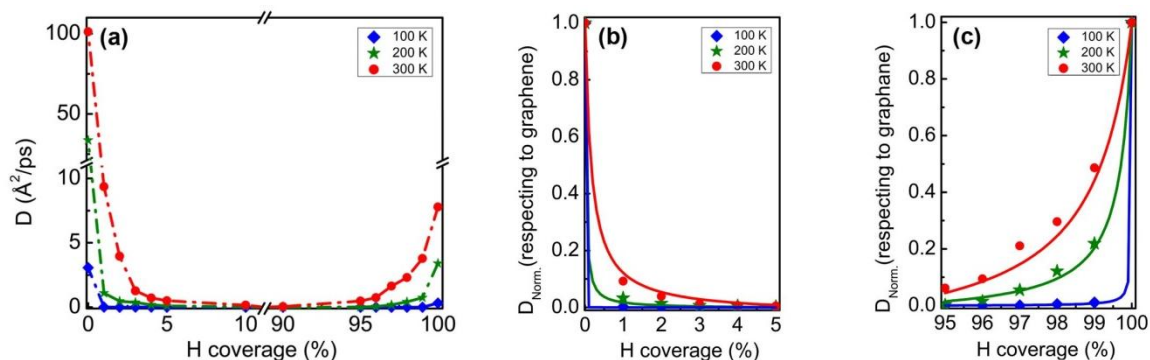 (a)
100 K
200 K
300 K
D (Å²/ps)
100
50
10
5
0
0 5 10 90 95 100
H coverage (%)
(b)
100 K
200 K
300 K
D_Norm. (respecting to graphene)
1.0
0.8
0.6
0.4
0.2
0.0
0 1 2 3 4 5
H coverage (%)
(c)
100 K
200 K
300 K
D_Norm. (respecting to graphane)
1.0
0.8
0.6
0.4
0.2
0.0
95 96 97 98 99 100
H coverage (%)